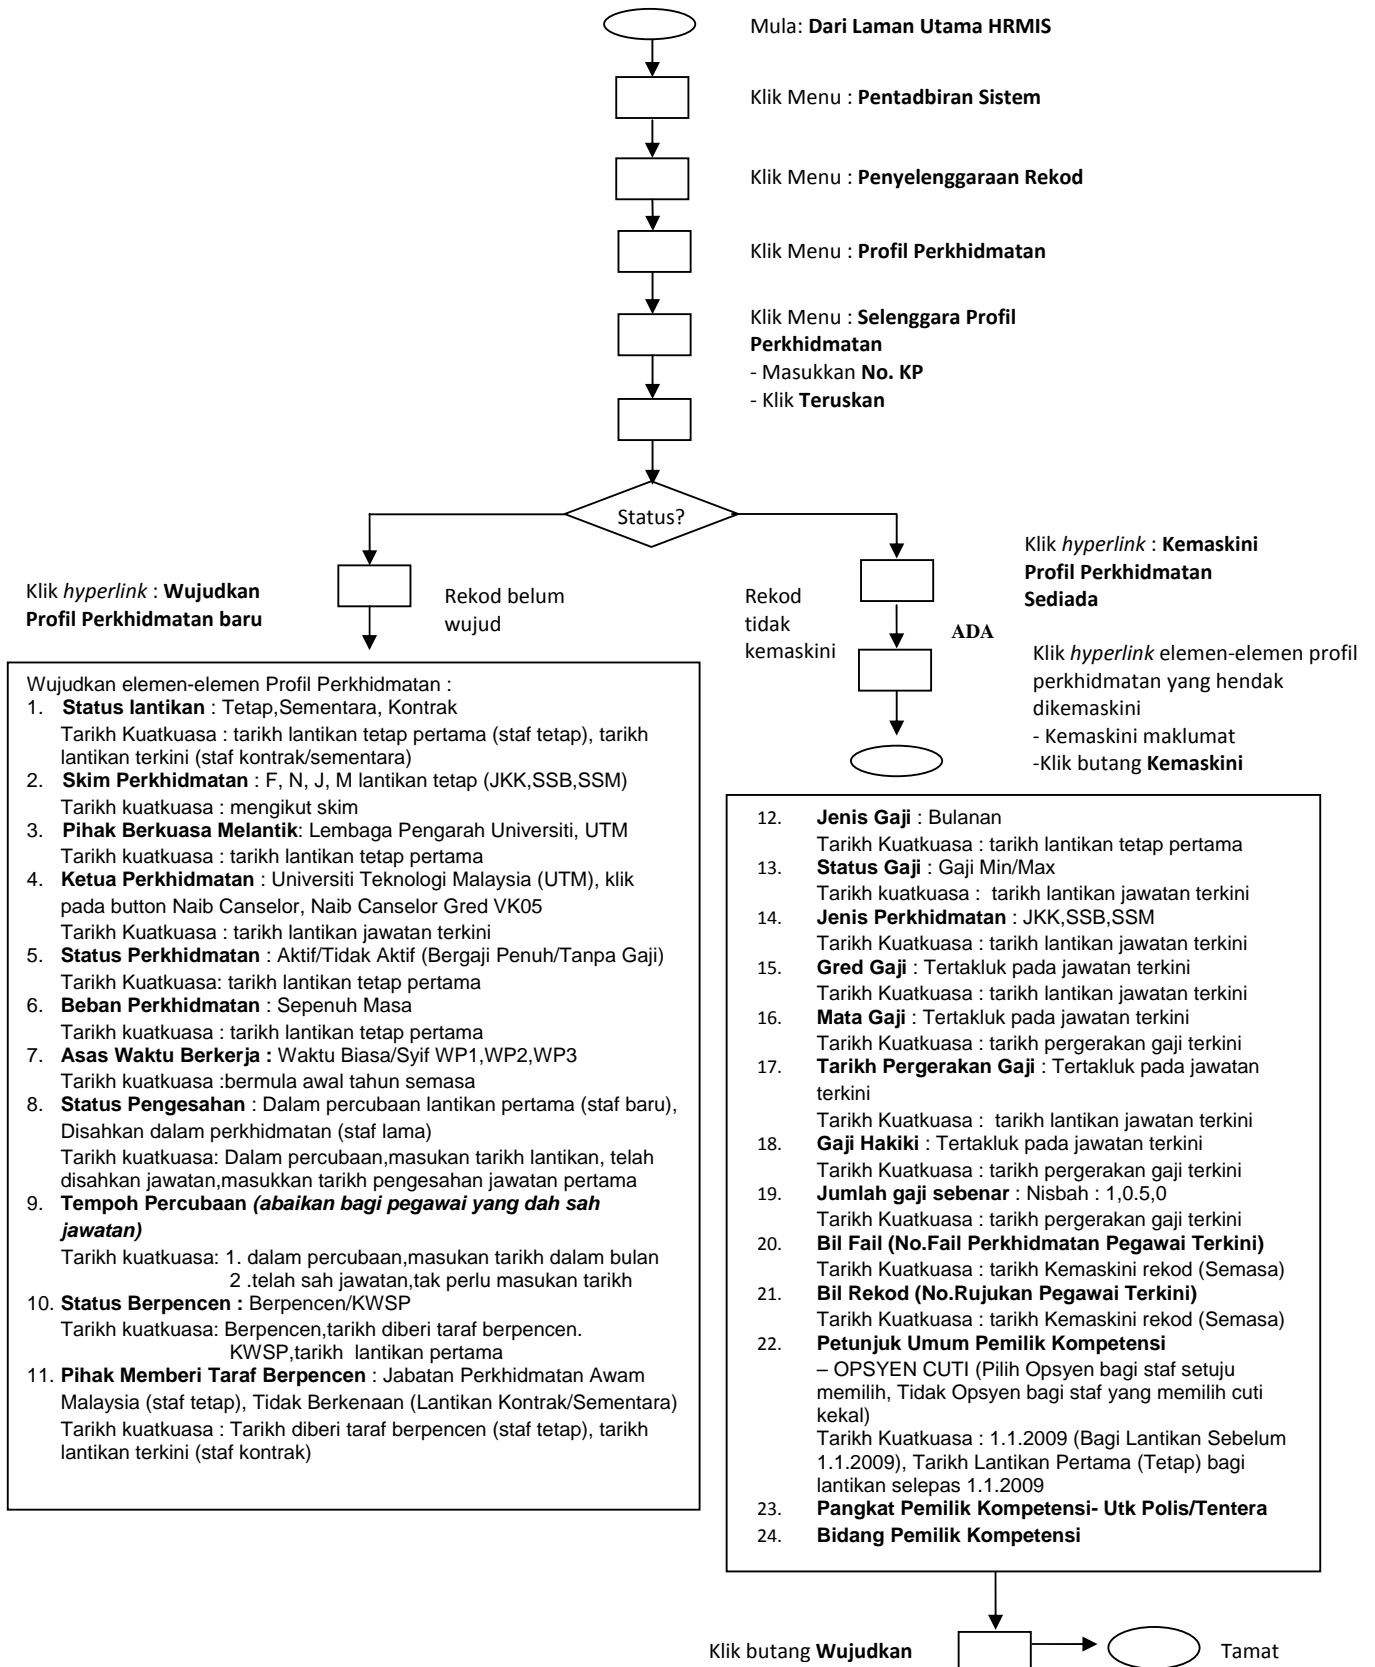 Mula: Dari Laman Utama HRMIS
Klik Menu : Pentadbiran Sistem
Klik Menu : Penyelenggaraan Rekod
Klik Menu : Profil Perkhidmatan
Klik Menu : Selenggara Profil
Perkhidmatan
- Masukkan No. KP
- Klik Teruskan
Status?
Klik hyperlink : Wujudkan
Profil Perkhidmatan baru
Rekod belum
wujud
Rekod
tidak
kemaskini
ADA
Klik hyperlink : Kemaskini
Profil Perkhidmatan
Sediada
Klik hyperlink elemen-elemen profil
perkhidmatan yang hendak
dikemaskini
- Kemaskini maklumat
-Klik butang Kemaskini
Wujudkan elemen-elemen Profil Perkhidmatan :
1. Status lantikan : Tetap,Sementara, Kontrak
Tarikh Kuatkuasa : tarikh lantikan tetap pertama (staf tetap), tarikh
lantikan terkini (staf kontrak/sementara)
2. Skim Perkhidmatan : F, N, J, M lantikan tetap (JKK,SSB,SSM)
Tarikh kuatkuasa : mengikut skim
3. Pihak Berkuasa Melantik: Lembaga Pengarah Universiti, UTM
Tarikh kuatkuasa : tarikh lantikan tetap pertama
4. Ketua Perkhidmatan : Universiti Teknologi Malaysia (UTM), klik
pada button Naib Canselor, Naib Canselor Gred VK05
Tarikh Kuatkuasa : tarikh lantikan jawatan terkini
5. Status Perkhidmatan : Aktif/Tidak Aktif (Bergaji Penuh/Tanpa Gaji)
Tarikh Kuatkuasa: tarikh lantikan tetap pertama
6. Beban Perkhidmatan : Sepenuh Masa
Tarikh kuatkuasa : tarikh lantikan tetap pertama
7. Asas Waktu Berkerja : Waktu Biasa/Syif WP1,WP2,WP3
Tarikh kuatkuasa :bermula awal tahun semasa
8. Status Pengesahan : Dalam percubaan lantikan pertama (staf baru),
Disahkan dalam perkhidmatan (staf lama)
Tarikh kuatkuasa: Dalam percubaan,masukan tarikh lantikan, telah
disahkan jawatan,masukkan tarikh pengesahan jawatan pertama
9. Tempoh Percubaan (abaikan bagi pegawai yang dah sah
jawatan)
Tarikh kuatkuasa: 1. dalam percubaan,masukan tarikh dalam bulan
2 .telah sah jawatan,tak perlu masukan tarikh
10. Status Berpencen : Berpencen/KWSP
Tarikh kuatkuasa: Berpencen,tarikh diberi taraf berpencen.
KWSP,tarikh lantikan pertama
11. Pihak Memberi Taraf Berpencen : Jabatan Perkhidmatan Awam
Malaysia (staf tetap), Tidak Berkenaan (Lantikan Kontrak/Sementara)
Tarikh kuatkuasa : Tarikh diberi taraf berpencen (staf tetap), tarikh
lantikan terkini (staf kontrak)
12. Jenis Gaji : Bulanan
Tarikh Kuatkuasa : tarikh lantikan tetap pertama
13. Status Gaji : Gaji Min/Max
Tarikh kuatkuasa : tarikh lantikan jawatan terkini
14. Jenis Perkhidmatan : JKK,SSB,SSM
Tarikh Kuatkuasa : tarikh lantikan jawatan terkini
15. Gred Gaji : Tertakluk pada jawatan terkini
Tarikh Kuatkuasa : tarikh lantikan jawatan terkini
16. Mata Gaji : Tertakluk pada jawatan terkini
Tarikh Kuatkuasa : tarikh pergerakan gaji terkini
17. Tarikh Pergerakan Gaji : Tertakluk pada jawatan
terkini
Tarikh Kuatkuasa : tarikh lantikan jawatan terkini
18. Gaji Hakiki : Tertakluk pada jawatan terkini
Tarikh Kuatkuasa : tarikh pergerakan gaji terkini
19. Jumlah gaji sebenar : Nisbah : 1,0.5,0
Tarikh Kuatkuasa : tarikh pergerakan gaji terkini
20. Bil Fail (No.Fail Perkhidmatan Pegawai Terkini)
Tarikh Kuatkuasa : tarikh Kemaskini rekod (Semasa)
21. Bil Rekod (No.Rujukan Pegawai Terkini)
Tarikh Kuatkuasa : tarikh Kemaskini rekod (Semasa)
22. Petunjuk Umum Pemilik Kompetensi
– OPSYEN CUTI (Pilih Opsyen bagi staf setuju
memilih, Tidak Opsyen bagi staf yang memilih cuti
kekal)
Tarikh Kuatkuasa : 1.1.2009 (Bagi Lantikan Sebelum
1.1.2009), Tarikh Lantikan Pertama (Tetap) bagi
lantikan selepas 1.1.2009
23. Pangkat Pemilik Kompetensi- Utk Polis/Tentera
24. Bidang Pemilik Kompetensi
Klik butang Wujudkan
Tamat